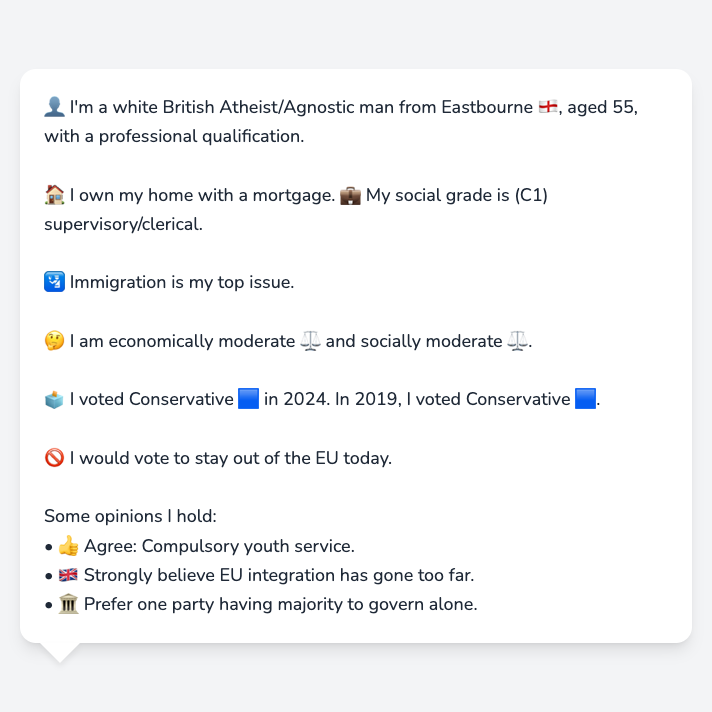 👤 I'm a white British Atheist/Agnostic man from Eastbourne 🏴󠁧󠁢󠁥󠁮󠁧󠁿, aged 55,
with a professional qualification.
🏠 I own my home with a mortgage. 💼 My social grade is (C1)
supervisory/clerical.
🛂 Immigration is my top issue.
🤔 I am economically moderate ⚖️ and socially moderate ⚖️.
🗳️ I voted Conservative 🟦 in 2024. In 2019, I voted Conservative 🟦.
🚫 I would vote to stay out of the EU today.
Some opinions I hold:
• 👍 Agree: Compulsory youth service.
• 🇬🇧 Strongly believe EU integration has gone too far.
• 🏛️ Prefer one party having majority to govern alone.